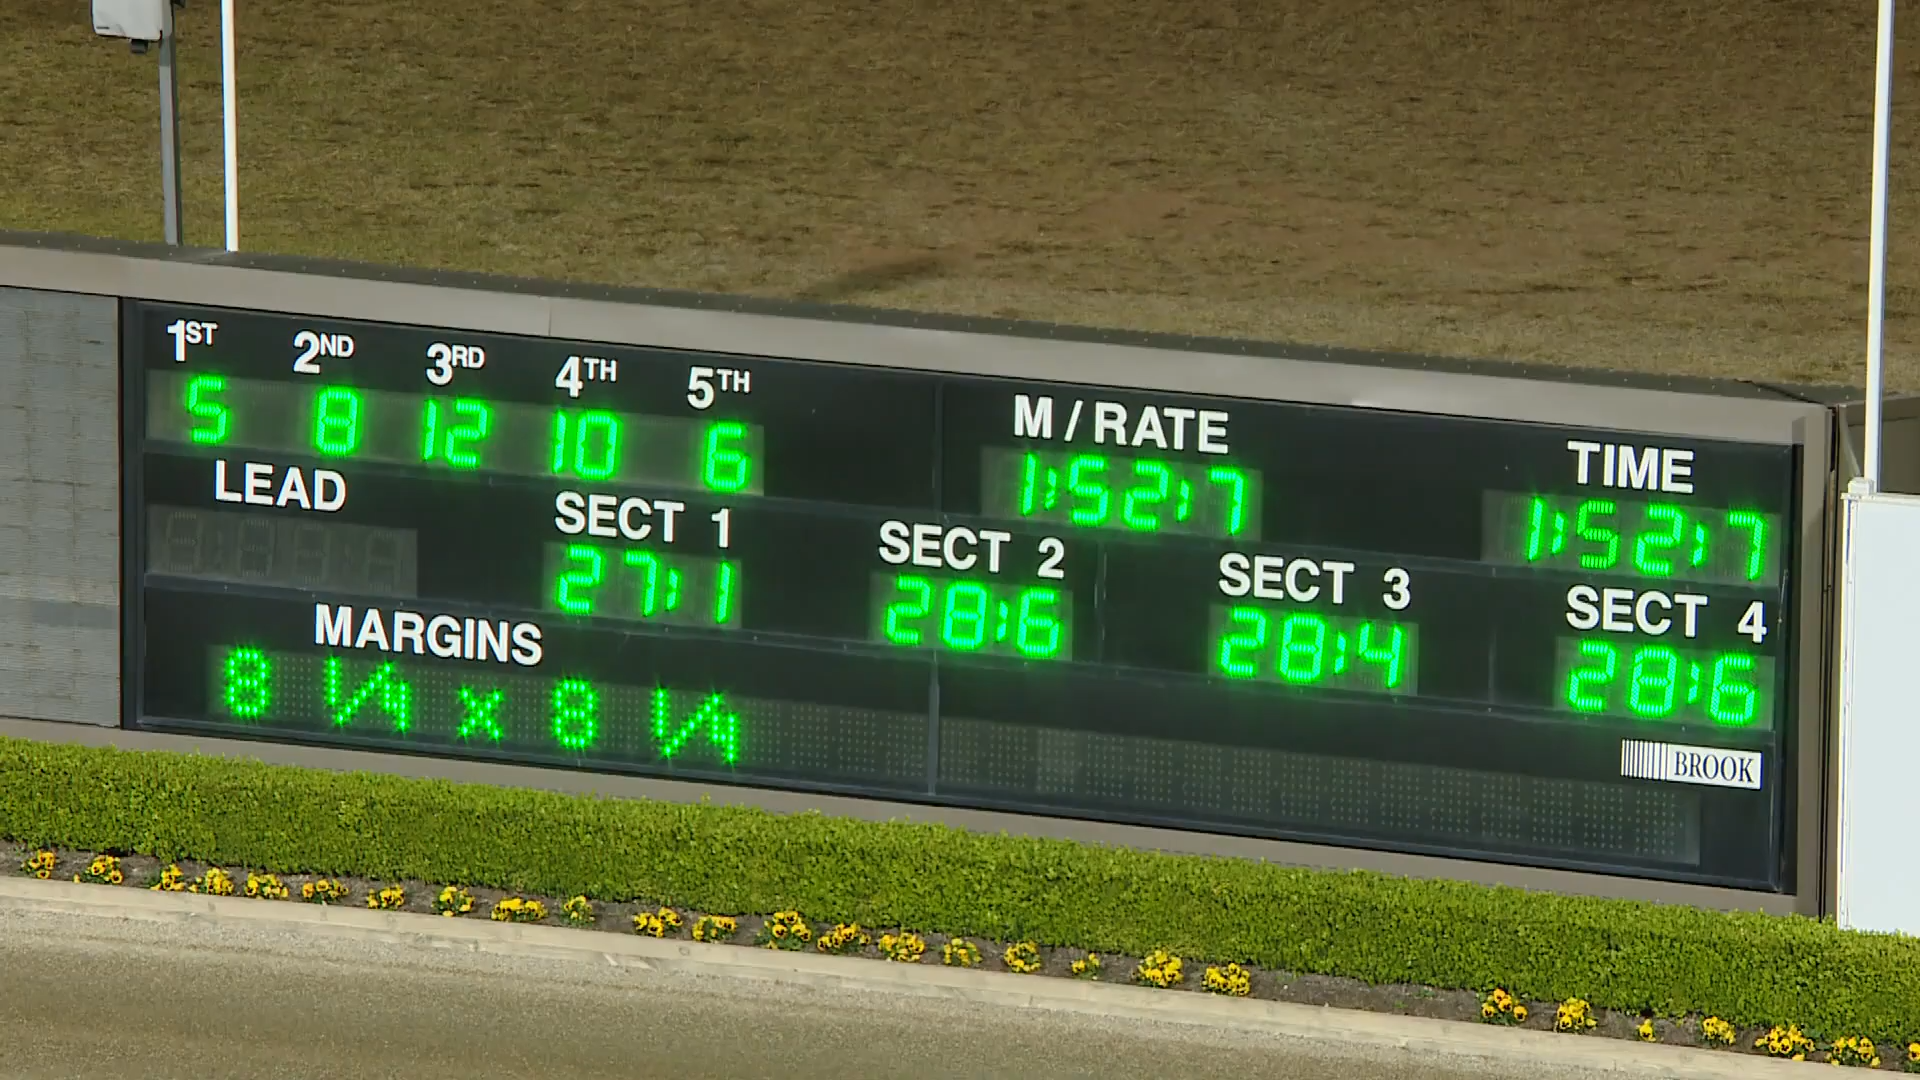 1ST 2ND 3RD 4TH 5TH
5 8 12 10 6
M / RATE
1:52:7
TIME
1:52:7
LEAD
SECT 1
27:1
SECT 2
28:6
SECT 3
28:4
SECT 4
28:6
MARGINS
8 1/4 x 8 1/4
BROOK